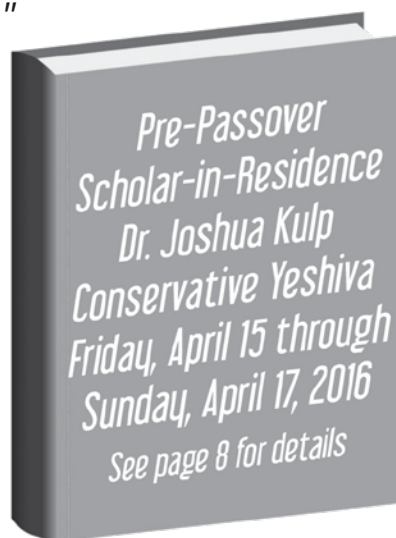 "
Pre-Passover
Scholar-in-Residence
Dr. Joshua Kulp
Conservative Yeshiva
Friday, April 15 through
Sunday, April 17, 2016
See page 8 for details